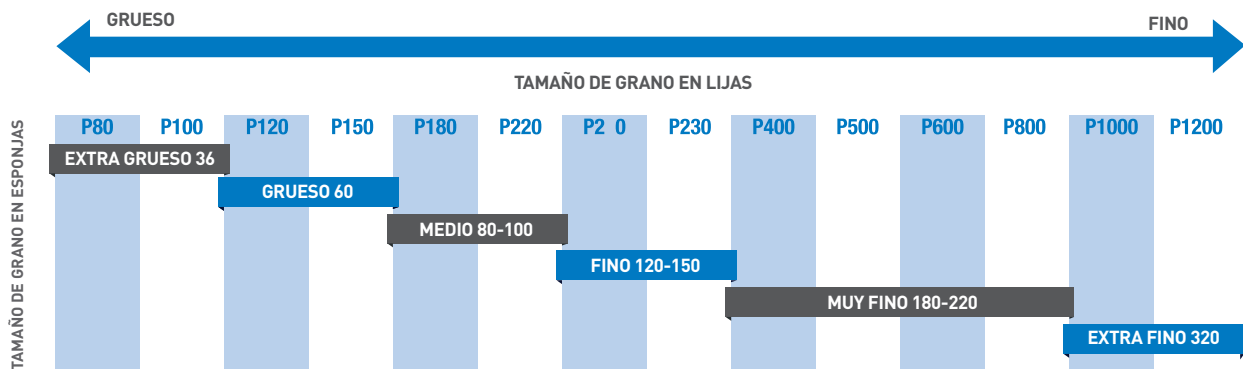 GRUESO
FINO
TAMAÑO DE GRANO EN LIJAS
TAMAÑO DE GRANO EN ESPONJAS
P80 P100 P120 P150 P180 P220 P2 0 P230 P400 P500 P600 P800 P1000 P1200
EXTRA GRUESO 36
GRUESO 60
MEDIO 80-100
FINO 120-150
MUY FINO 180-220
EXTRA FINO 320